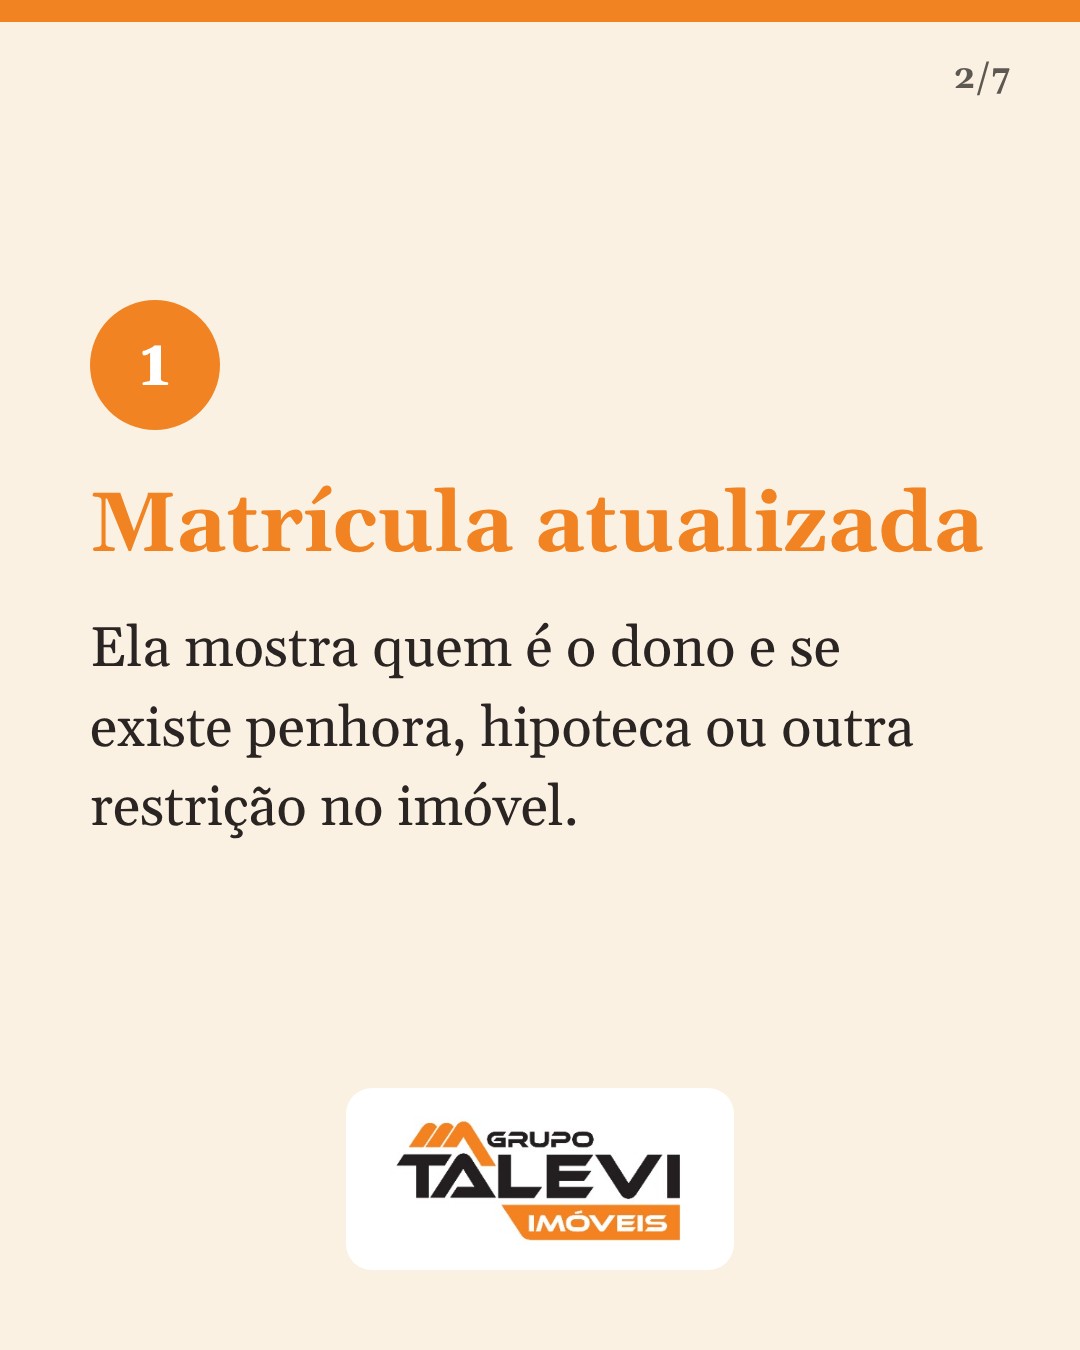 2/7
1
Matrícula atualizada
Ela mostra quem é o dono e se
existe penhora, hipoteca ou outra
restrição no imóvel.
GRUPO
TALEVI
IMÓVEIS